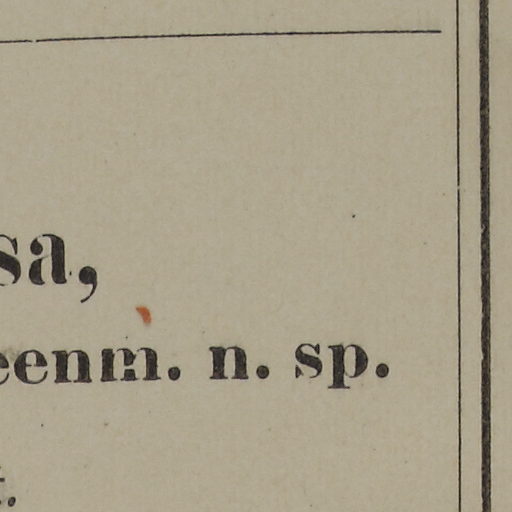 sa,
eenm. n. sp.
t.